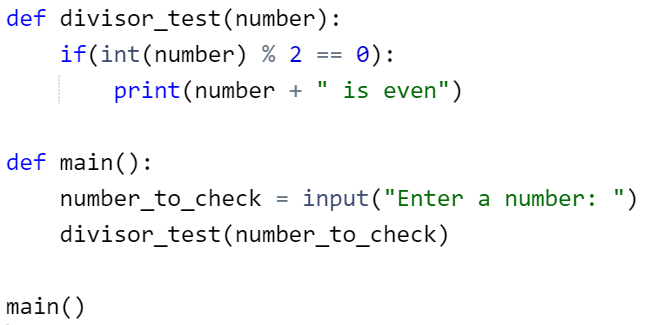 def divisor_test(number):
    if(int(number) % 2 == 0):
        print(number + " is even")

def main():
    number_to_check = input("Enter a number: ")
    divisor_test(number_to_check)

main()